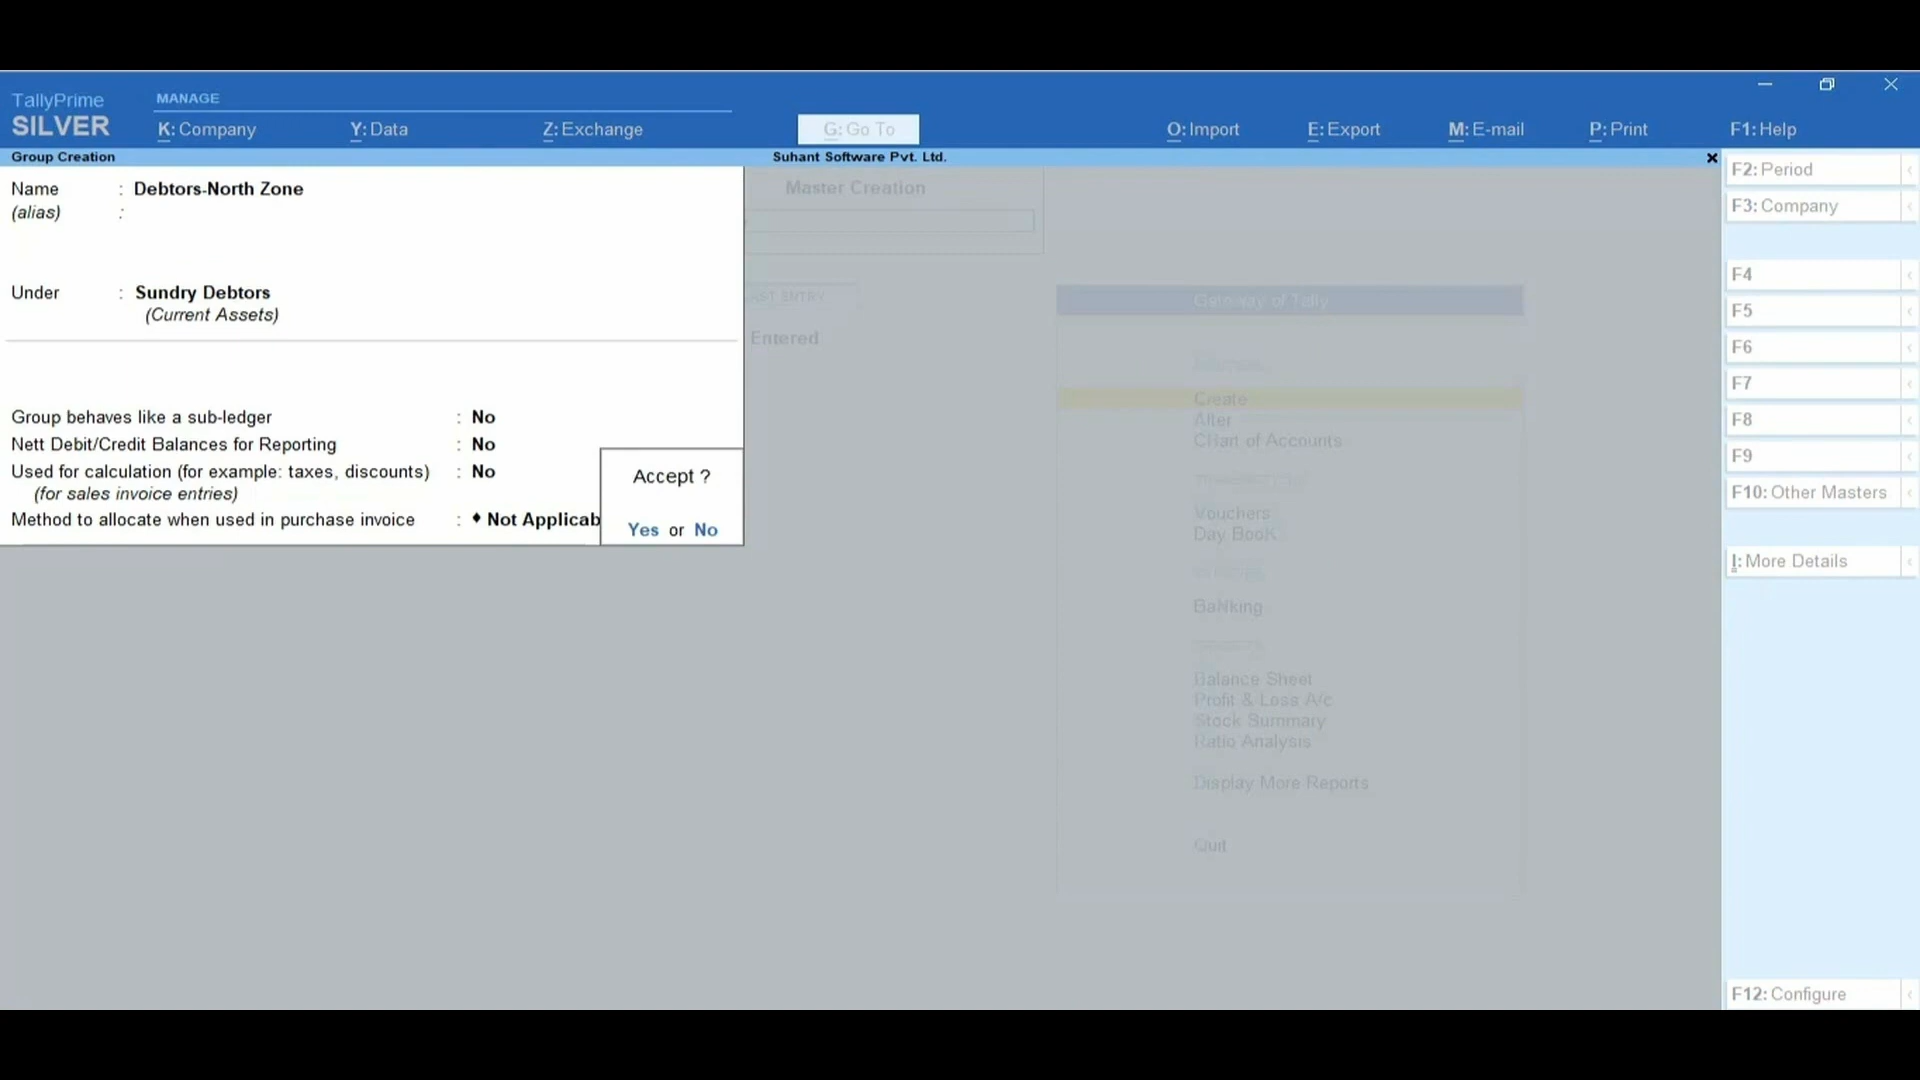 TallyPrime
SILVER
MANAGE
K: Company
Y: Data
Z: Exchange
G: Go To
O: Import
E: Export
M: E-mail
P: Print
F1: Help
Group Creation
Suhant Software Pvt. Ltd.
Name : Debtors-North Zone
(alias) :
Under : Sundry Debtors
(Current Assets)
Group behaves like a sub-ledger : No
Nett Debit/Credit Balances for Reporting : No
Used for calculation (for example: taxes, discounts) : No
(for sales invoice entries)
Method to allocate when used in purchase invoice : ♦ Not Applicab
Accept ?
Yes or No
Master Creation
ENTRY
Entered
Gateway of Tally
Create
Alter
CHart of Accounts
Vouchers
Day BooK
BaNking
Balance Sheet
Profit & Loss A/c
Stock Summary
Ratio Analysis
Display More Reports
Quit
F2: Period
F3: Company
F4
F5
F6
F7
F8
F9
F10: Other Masters
I: More Details
F12: Configure